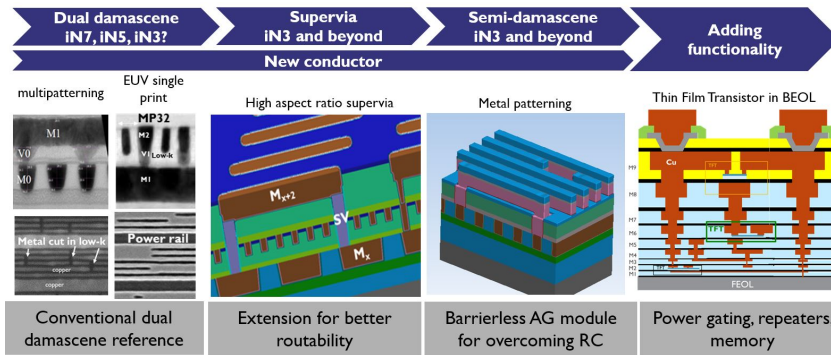 Dual damascene
iN7, iN5, iN3?
Supervia
iN3 and beyond
Semi-damascene
iN3 and beyond
Adding
functionality
New conductor
multipatterning
EUV single
print
High aspect ratio supervia
Metal patterning
Thin Film Transistor in BEOL
M1
V0
M0
MP32
M2
V1
Low-k
M1
Metal cut in low-k
copper
copper
Power rail
Mx+2
SV
Mx
Cu
TFT
M9
M8
M7
M6
TFT
M5
M4
M3
M2
M1
TFT
FEOL
Conventional dual
damascene reference
Extension for better
routability
Barrierless AG module
for overcoming RC
Power gating, repeaters,
memory